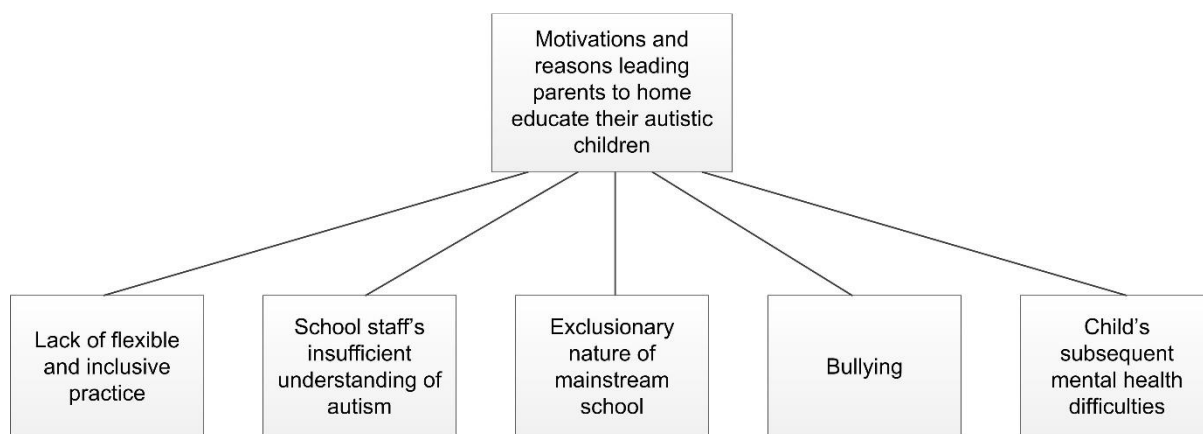 Motivations and
reasons leading
parents to home
educate their autistic
children
Lack of flexible
and inclusive
practice
School staff’s
insufficient
understanding of
autism
Exclusionary
nature of
mainstream
school
Bullying
Child’s
subsequent
mental health
difficulties